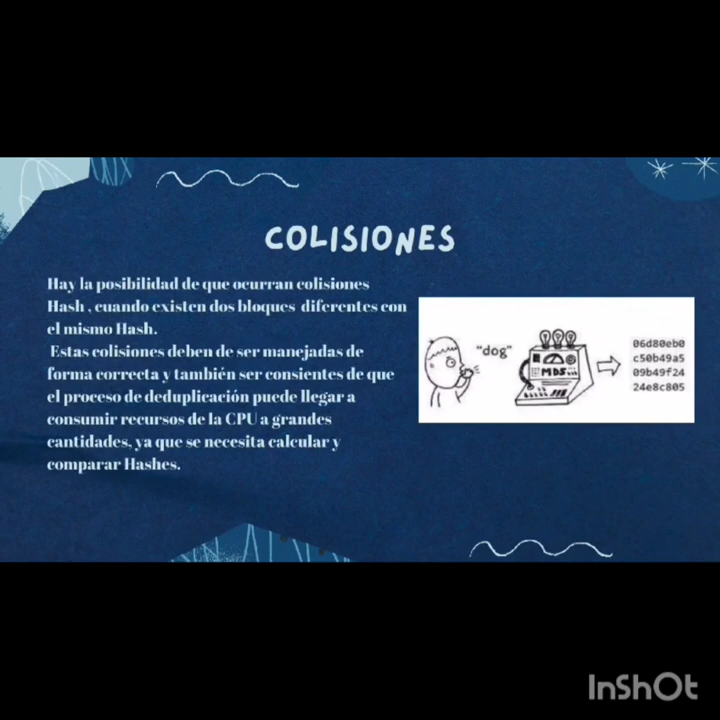 COLISIONES
Hay la posibilidad de que ocurran colisiones
Hash , cuando existen dos bloques diferentes con
el mismo Hash.
Estas colisiones deben de ser manejadas de
forma correcta y también ser consientes de que
el proceso de deduplicación puede llegar a
consumir recursos de la CPU a grandes
cantidades, ya que se necesita calcular y
comparar Hashes.
"dog"
MD5
06d80eb0
c50b49a5
09b49f24
24e8c805
InShOt